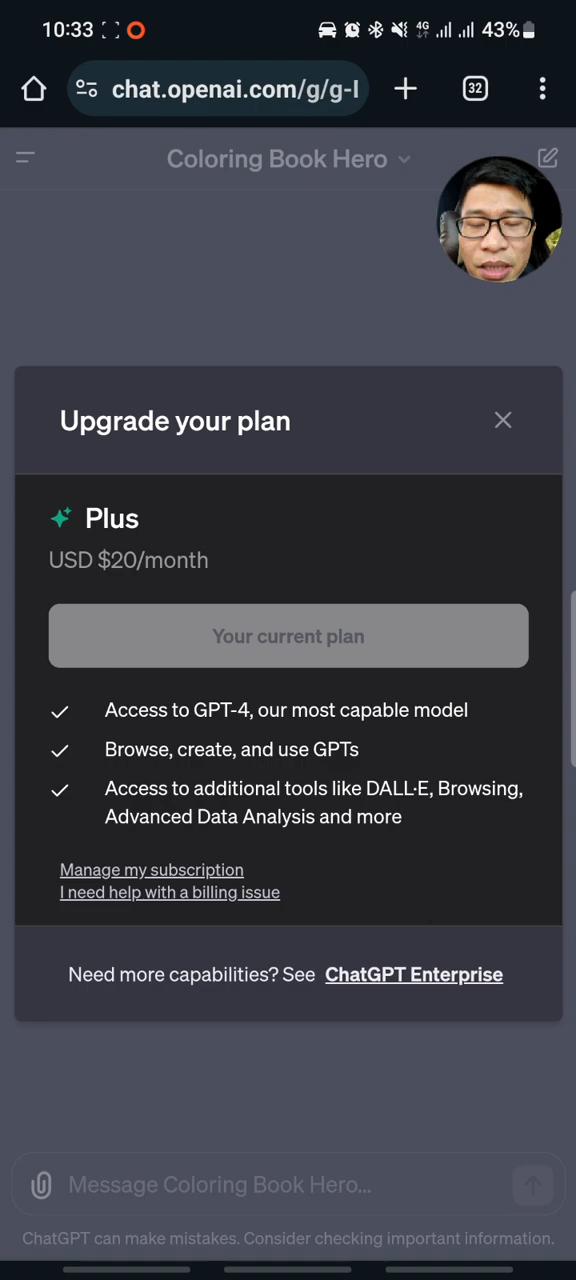 10:33
4G
43%
chat.openai.com/g/g-I
32
Coloring Book Hero
Upgrade your plan
Plus
USD $20/month
Your current plan
Access to GPT-4, our most capable model
Browse, create, and use GPTs
Access to additional tools like DALL·E, Browsing,
Advanced Data Analysis and more
Manage my subscription
I need help with a billing issue
Need more capabilities? See ChatGPT Enterprise
Message Coloring Book Hero...
ChatGPT can make mistakes. Consider checking important information.